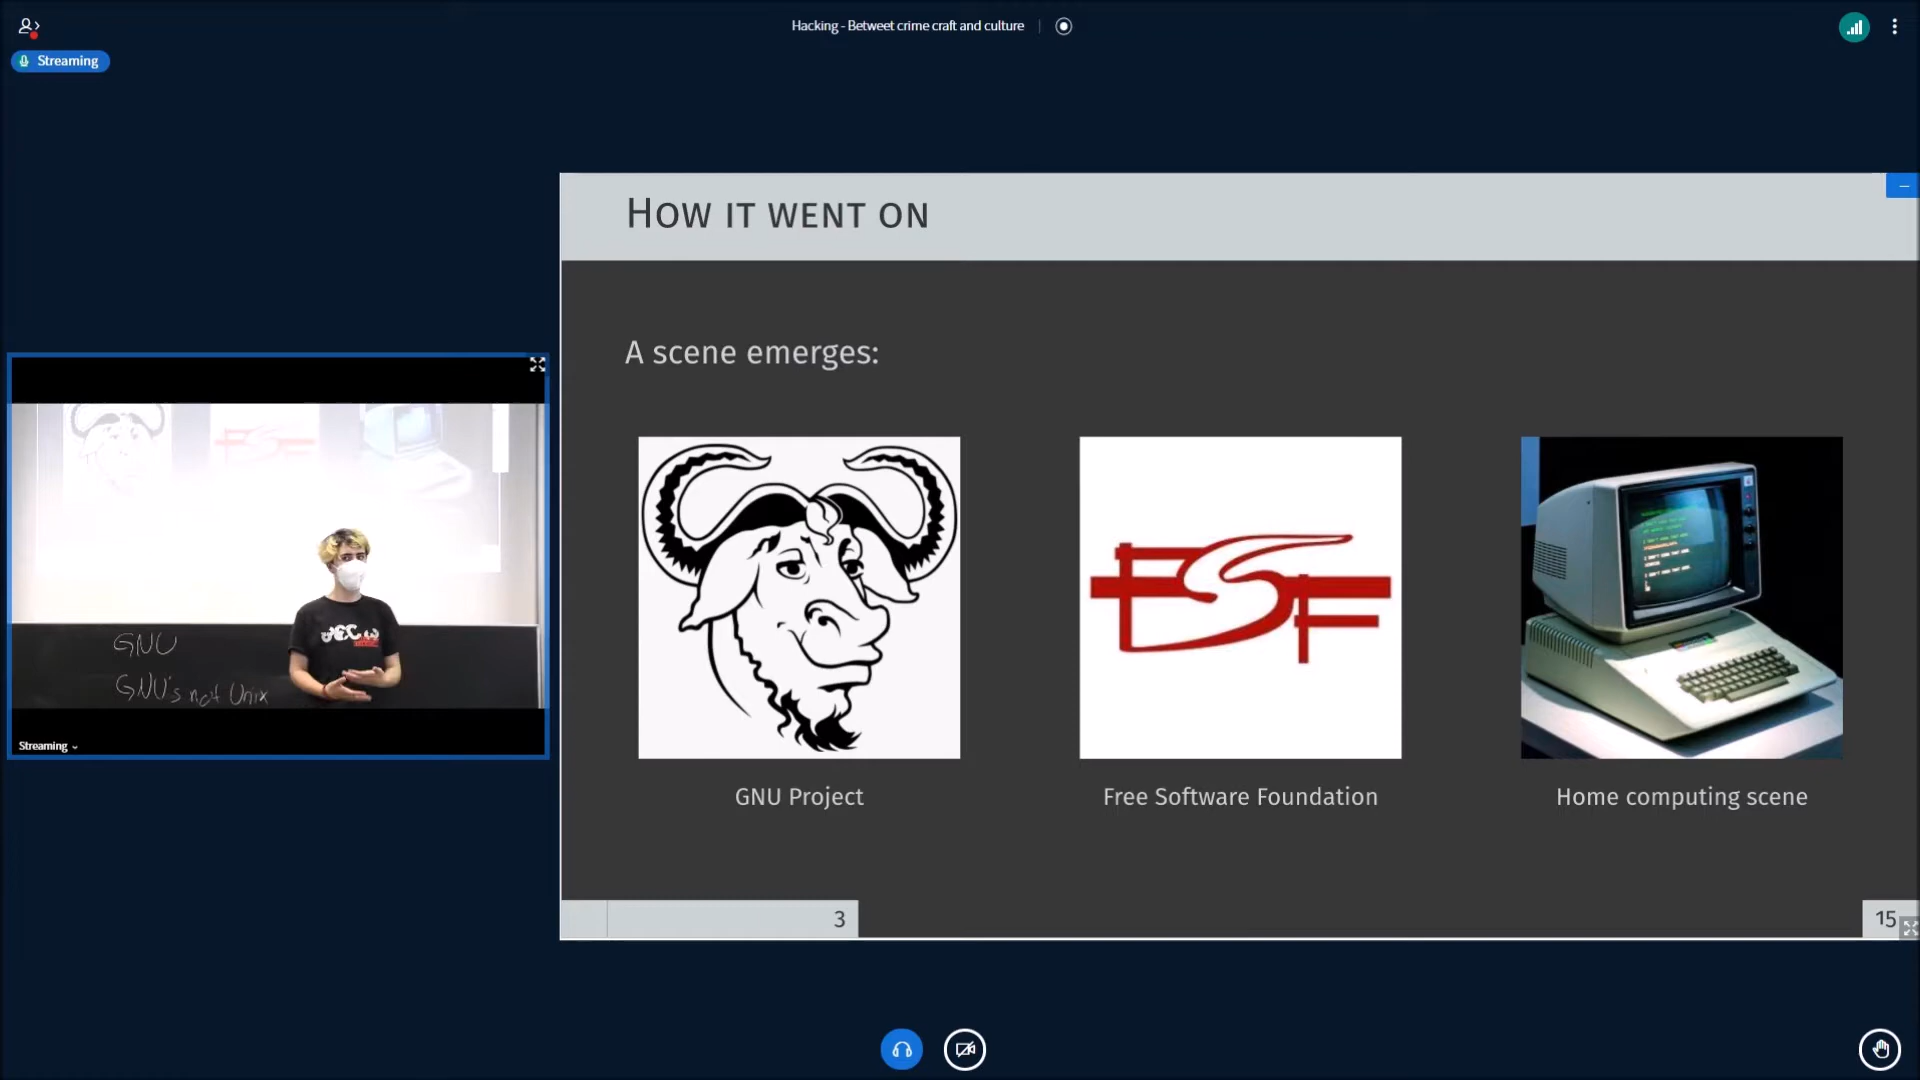 Hacking - Betweet crime craft and culture
Streaming
HOW IT WENT ON
A scene emerges:
FSF
GNU
GNU's not Unix
Streaming
GNU Project
Free Software Foundation
Home computing scene
3
15